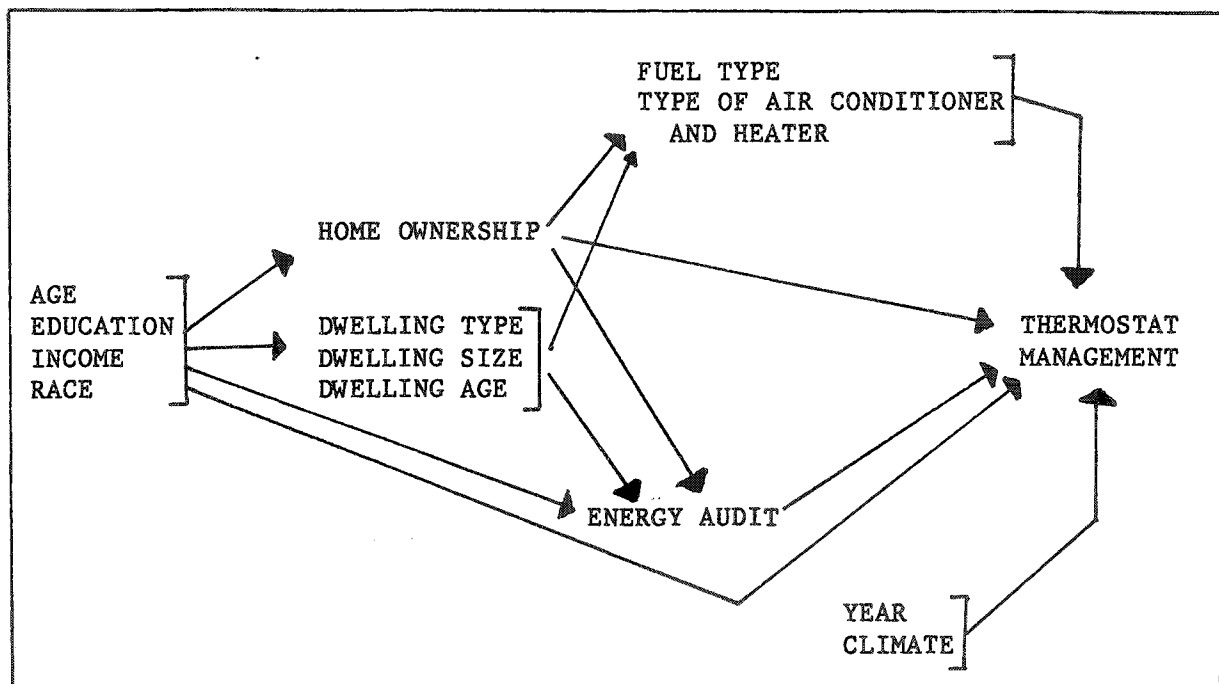 FUEL TYPE
TYPE OF AIR CONDITIONER
AND HEATER
HOME OWNERSHIP
AGE
EDUCATION
INCOME
RACE
DWELLING TYPE
DWELLING SIZE
DWELLING AGE
THERMOSTAT
MANAGEMENT
ENERGY AUDIT
YEAR
CLIMATE